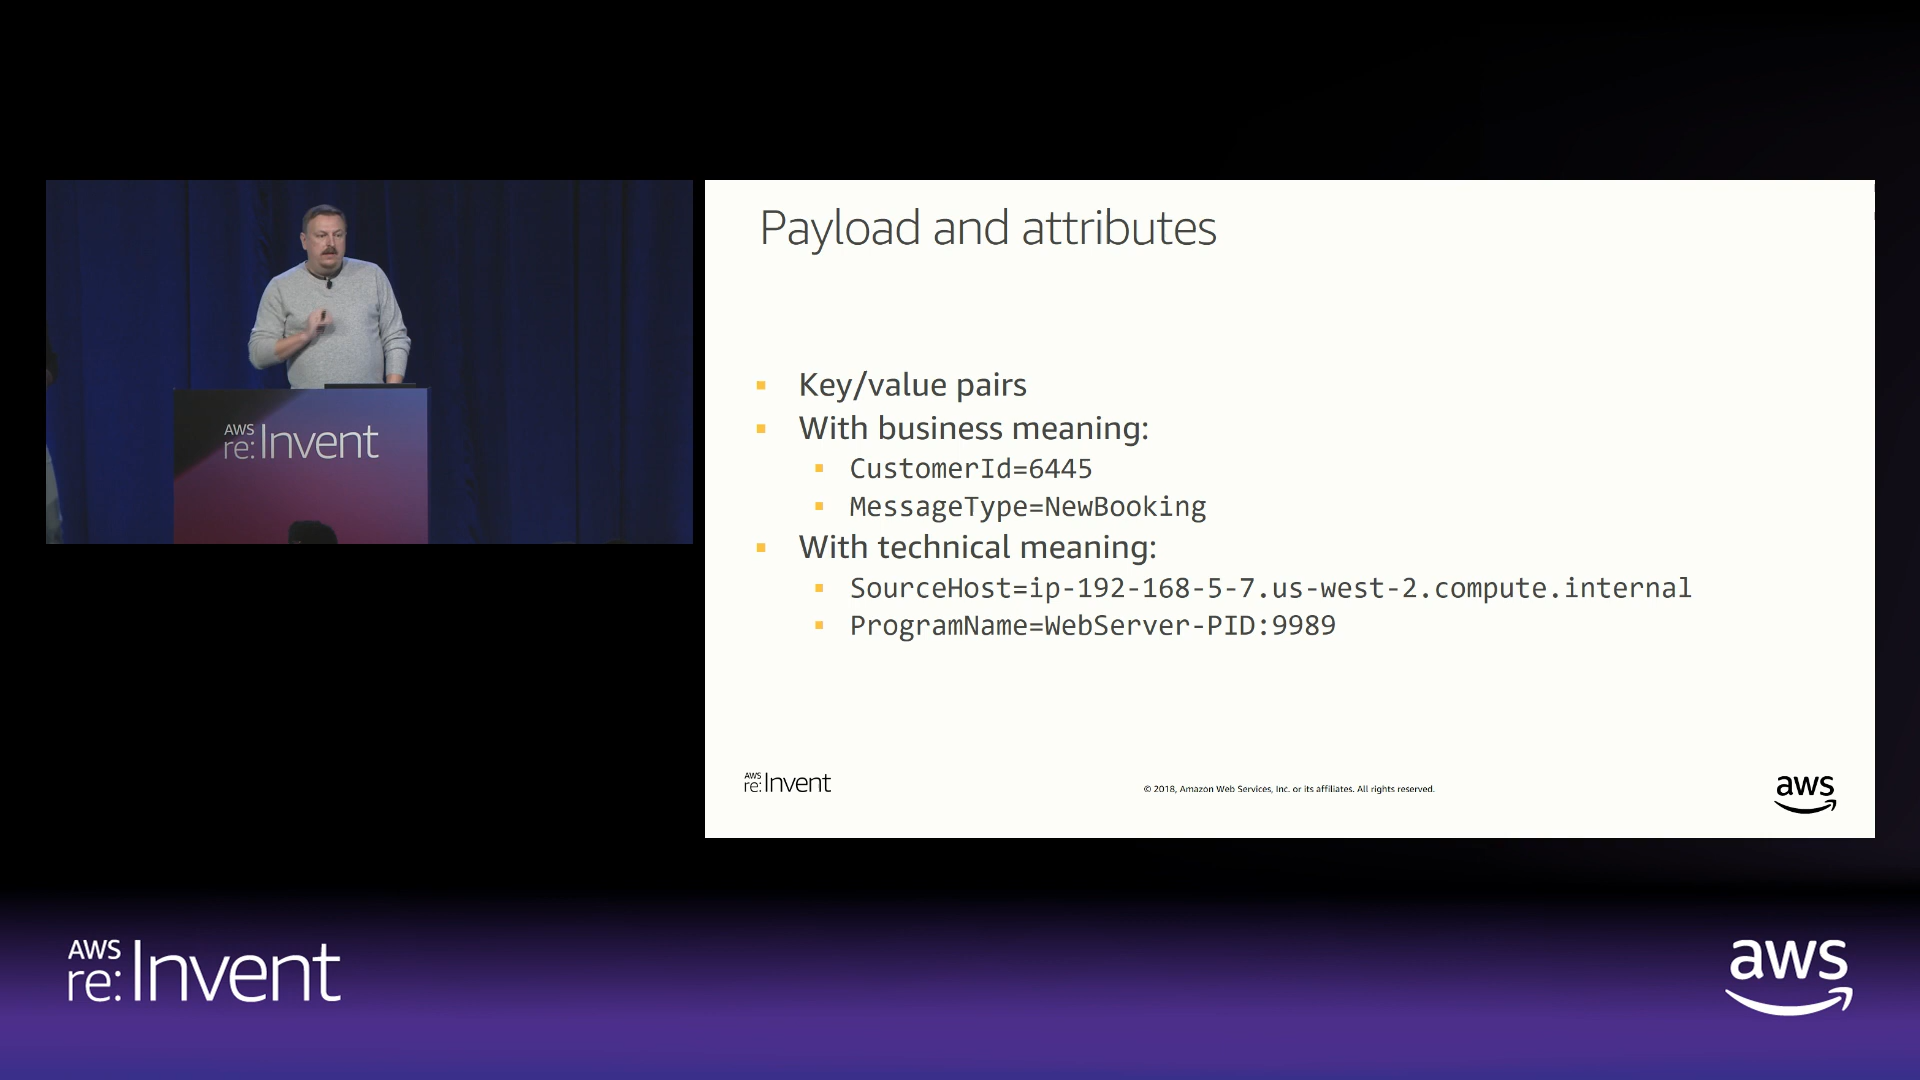 AWS
re:Invent
Payload and attributes
Key/value pairs
With business meaning:
CustomerId=6445
MessageType=NewBooking
With technical meaning:
SourceHost=ip-192-168-5-7.us-west-2.compute.internal
ProgramName=WebServer-PID:9989
AWS
re:Invent
© 2018, Amazon Web Services, Inc. or its affiliates. All rights reserved.
aws
AWS
re:Invent
aws